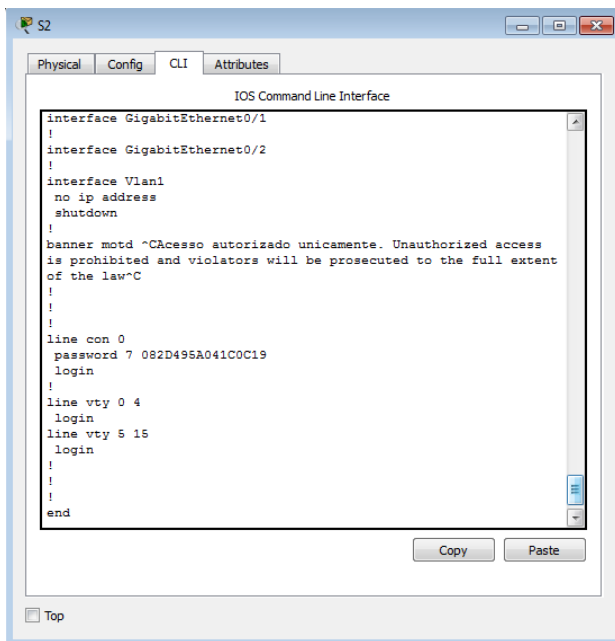 S2
Physical Config CLI Attributes
IOS Command Line Interface
interface GigabitEthernet0/1
!
interface GigabitEthernet0/2
!
interface Vlan1
 no ip address
 shutdown
!
banner motd ^CAcesso autorizado unicamente. Unauthorized access
is prohibited and violators will be prosecuted to the full extent
of the law^C
!
!
!
line con 0
 password 7 082D495A041C0C19
 login
!
line vty 0 4
 login
line vty 5 15
 login
!
!
!
end
Copy Paste
Top